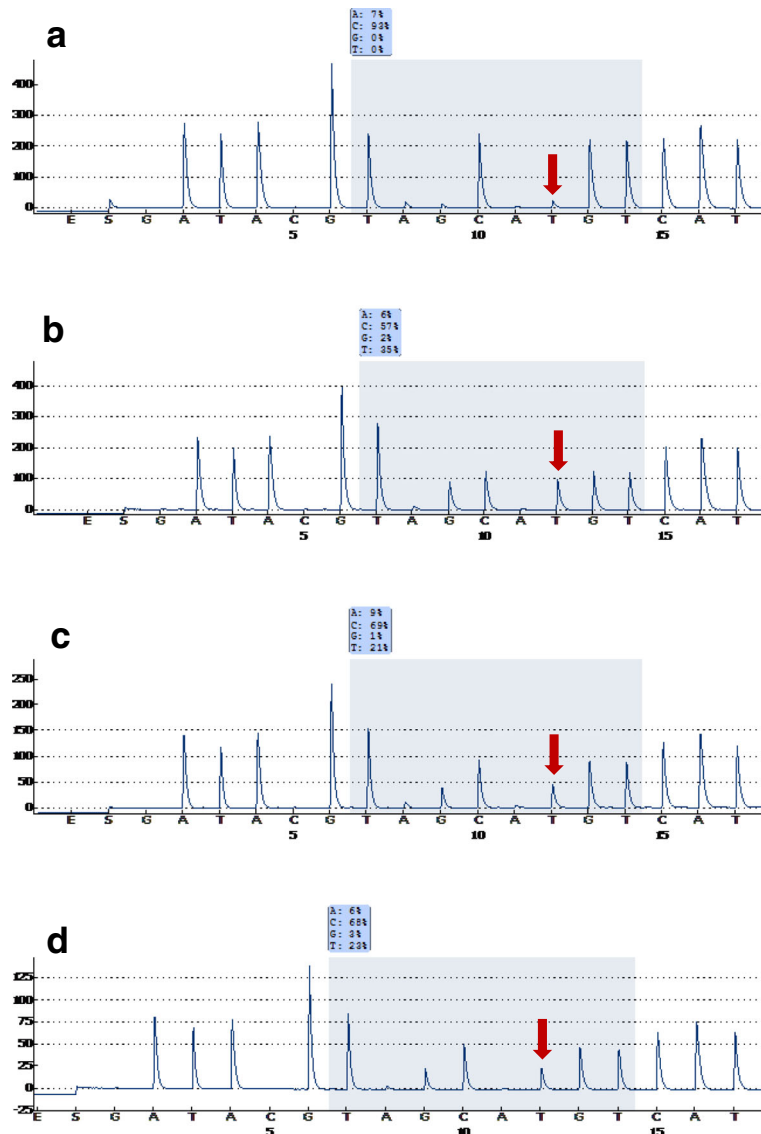 a
A: 7%
C: 93%
G: 0%
T: 0%
400
300
200
100
0
E S G A T A C G T A G C A T G T C A T
5 10 15
b
A: 6%
C: 57%
G: 2%
T: 35%
400
300
200
100
0
E S G A T A C G T A G C A T G T C A T
5 10 15
c
A: 9%
C: 69%
G: 1%
T: 21%
250
200
150
100
50
0
E S G A T A C G T A G C A T G T C A T
5 10 15
d
A: 6%
C: 68%
G: 3%
T: 23%
125
100
75
50
25
0
-25
E S G A T A C G T A G C A T G T C A T
5 10 15